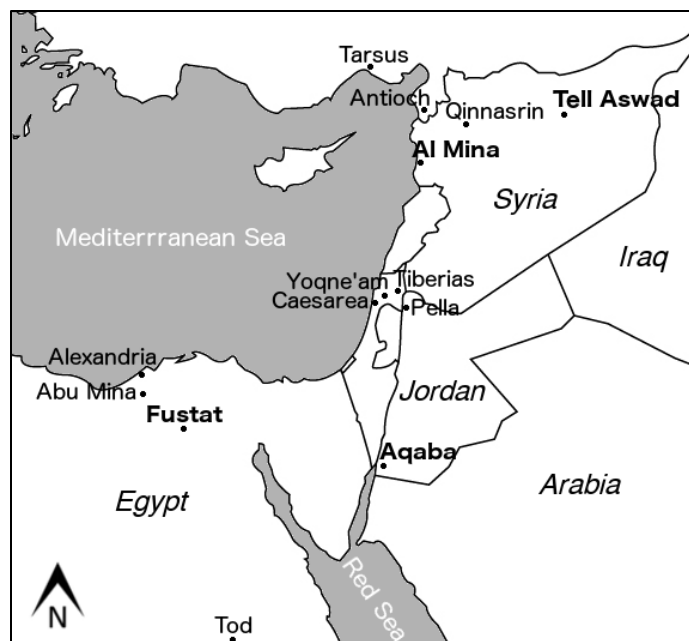 Tarsus
Antioch
Qinnasrin
Tell Aswad
Al Mina
Syria
Mediterrranean Sea
Iraq
Yoqne'am
Tiberias
Caesarea
Pella
Alexandria
Abu Mina
Jordan
Fustat
Aqaba
Egypt
Arabia
Red Sea
N
Tod